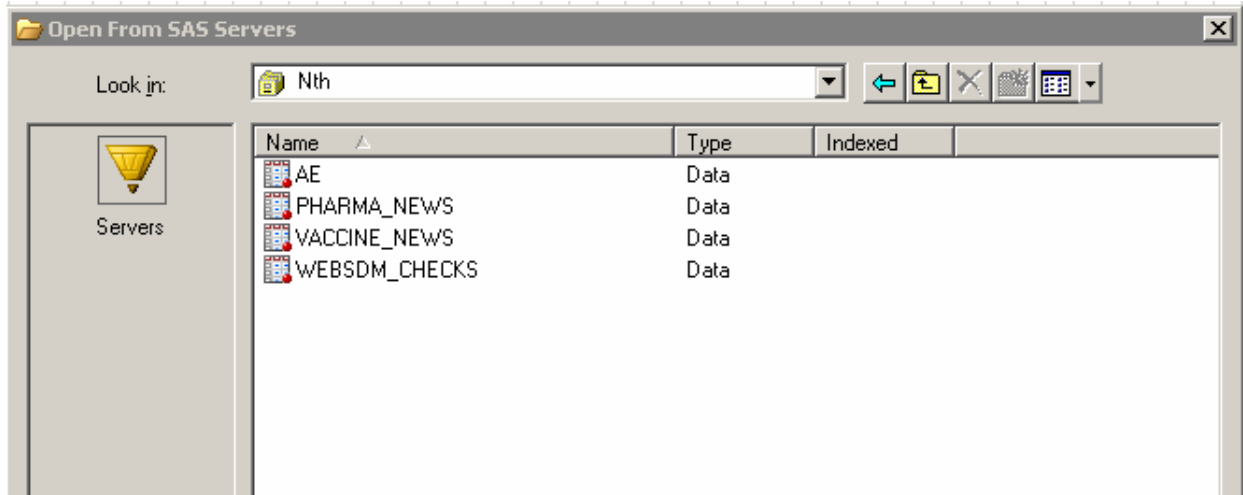 Open From SAS Servers
Look in: Nth
Name Type Indexed
AE Data
PHARMA_NEWS Data
Servers
VACCINE_NEWS Data
WEBSDM_CHECKS Data